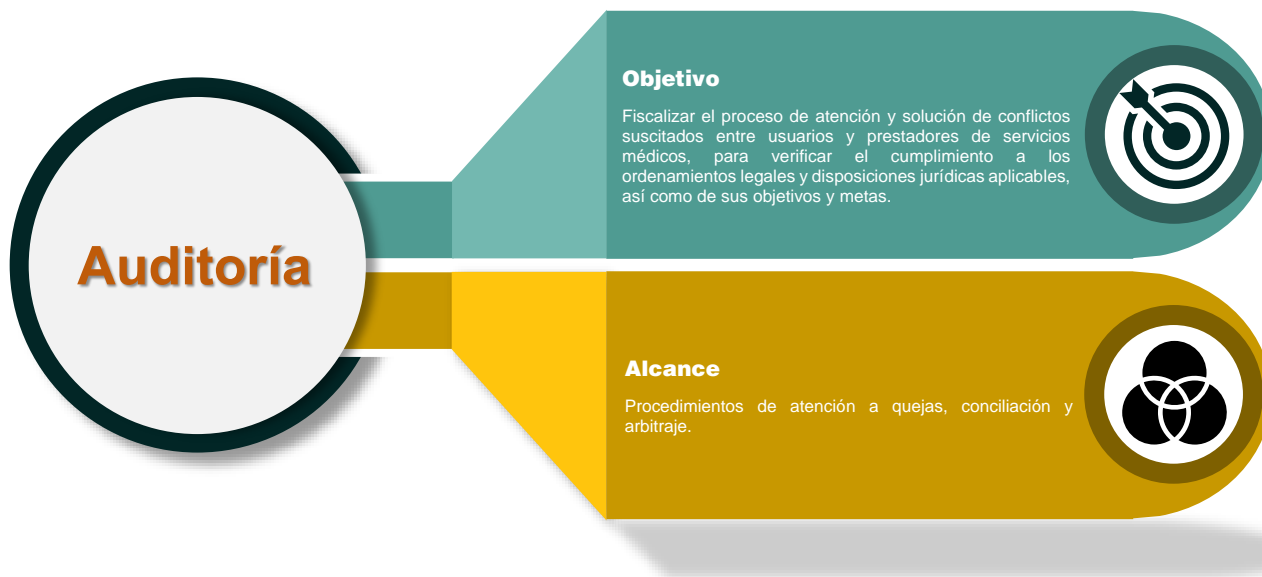 Auditoría
Objetivo
Fiscalizar el proceso de atención y solución de conflictos
suscitados entre usuarios y prestadores de servicios
médicos, para verificar el cumplimiento a los
ordenamientos legales y disposiciones jurídicas aplicables,
así como de sus objetivos y metas.
Alcance
Procedimientos de atención a quejas, conciliación y
arbitraje.